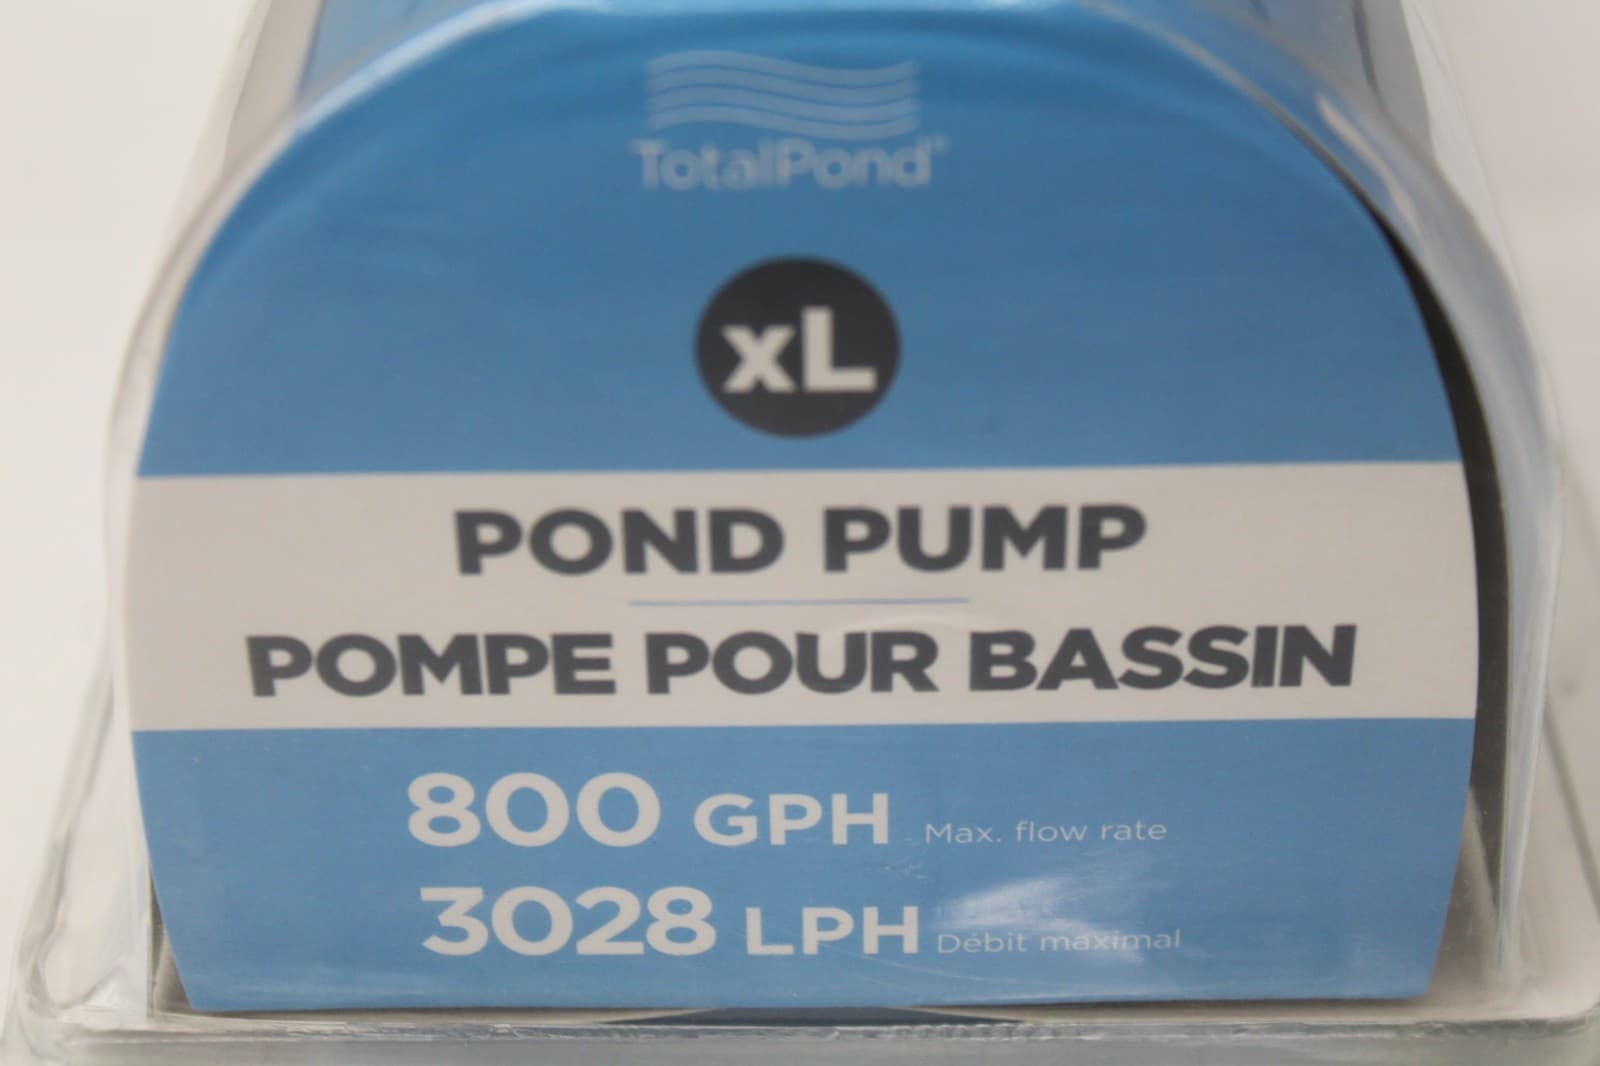 TotalPond
xL
POND PUMP
POMPE POUR BASSIN
800 GPH Max. flow rate
3028 LPH Débit maximal